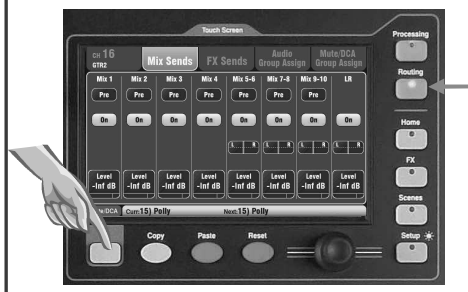 Touch Screen
Processing
CH 16
GTR2
Mix Sends
FX Sends
Audio
Group Assign
Mute/DCA
Group Assign
Routing
Mix 1 Mix 2 Mix 3 Mix 4 Mix 5-6 Mix 7-8 Mix 9-10 LR
Pre Pre Pre Pre Pre Pre Pre
On On On On On On On On
Home
L R L R L R L R
FX
Level Level Level Level Level Level Level Level
-Inf dB -Inf dB -Inf dB -Inf dB -Inf dB -Inf dB -Inf dB -Inf dB
Scenes
/DCA Curr:15) Polly Next:15) Polly
Copy Paste Reset
Setup